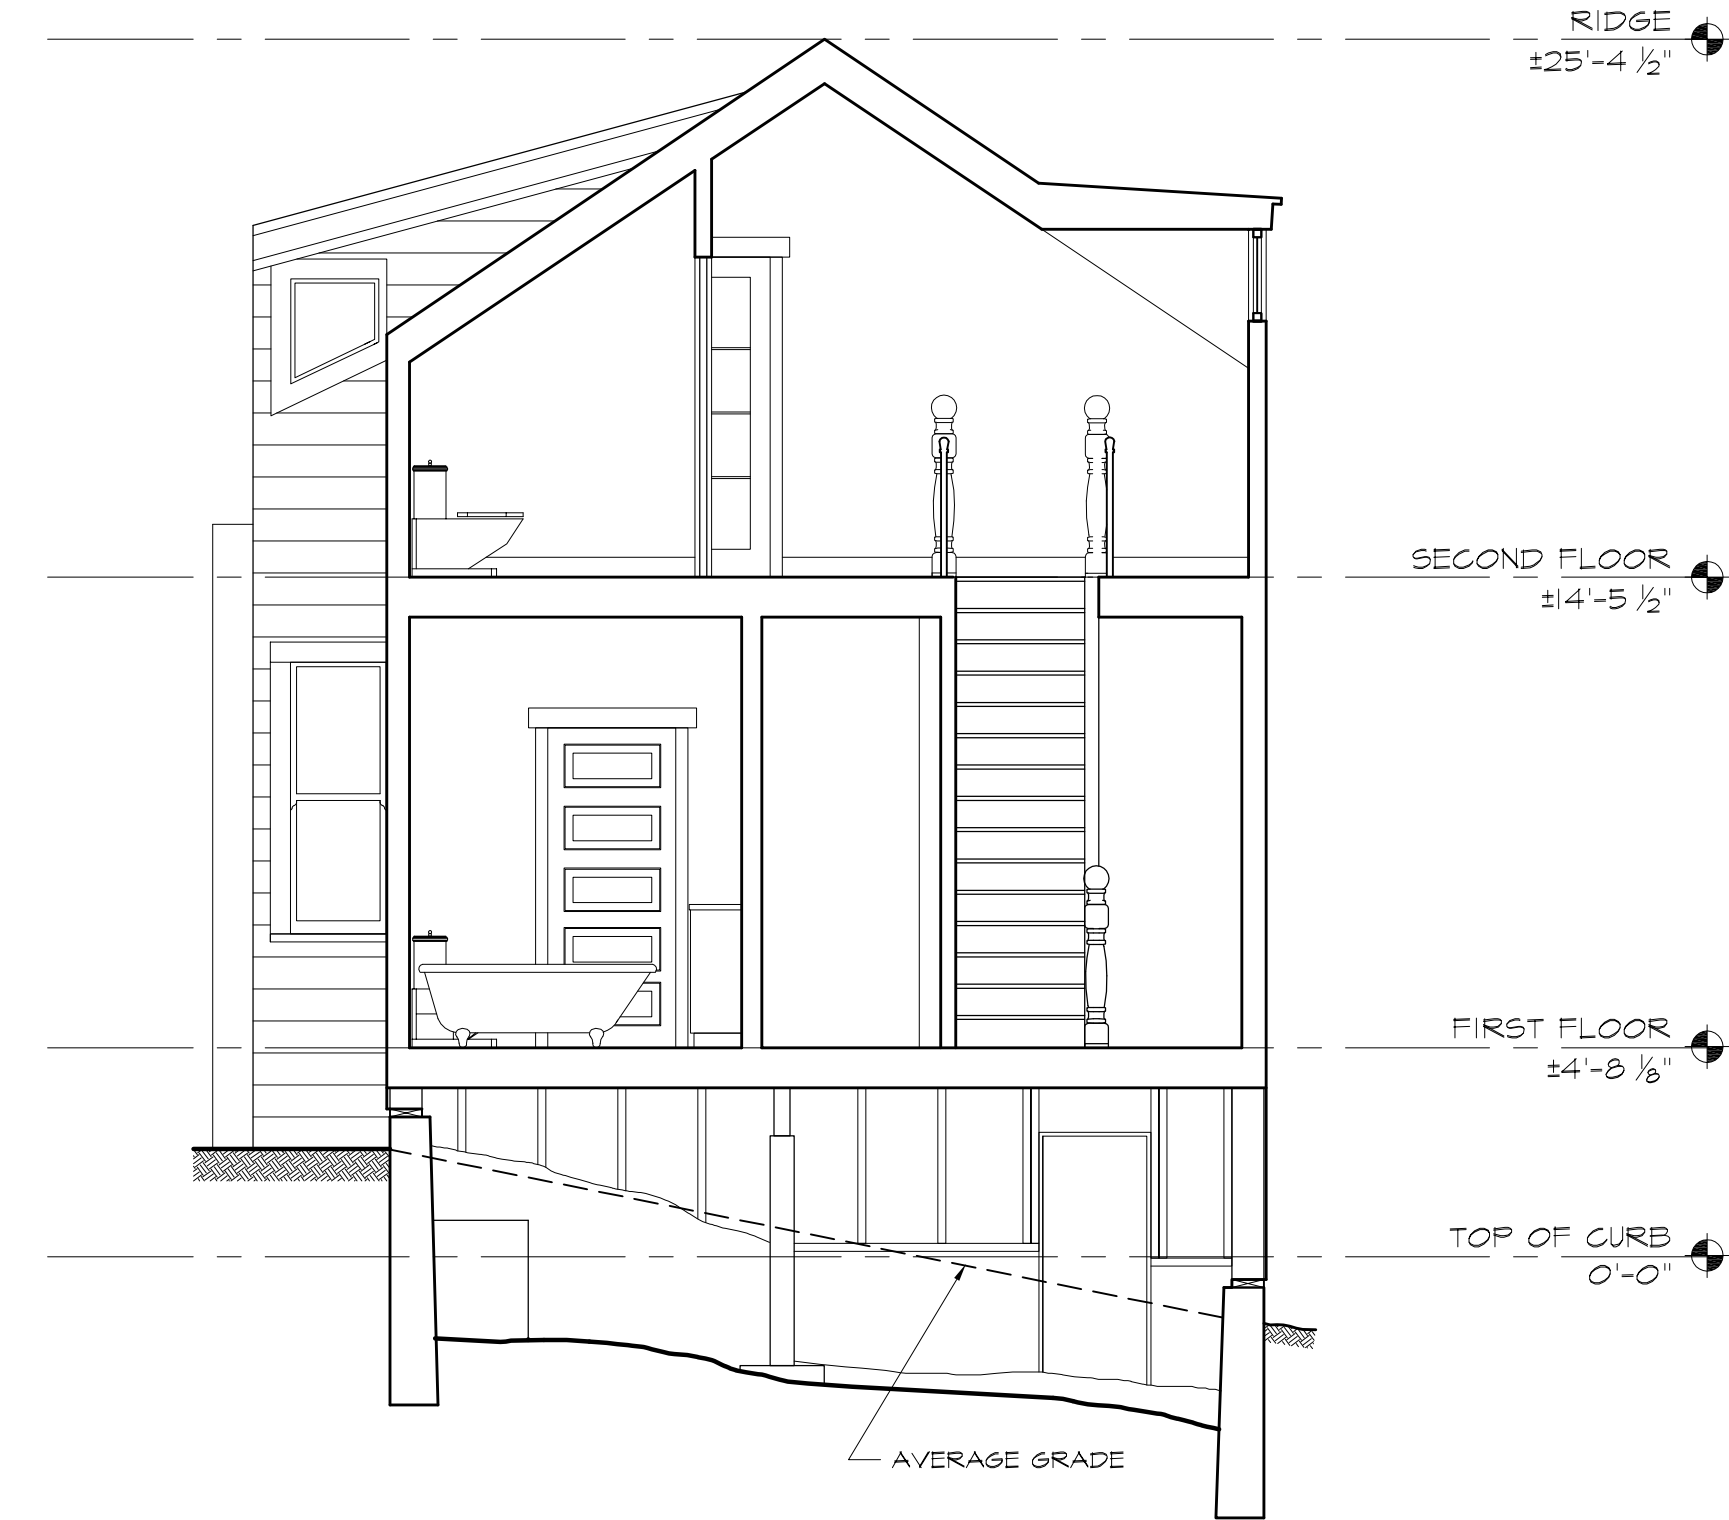 RIDGE
±25'-4 ½"
SECOND FLOOR
±14'-5 ½"
FIRST FLOOR
±4'-8 ⅛"
TOP OF CURB
0'-0"
AVERAGE GRADE